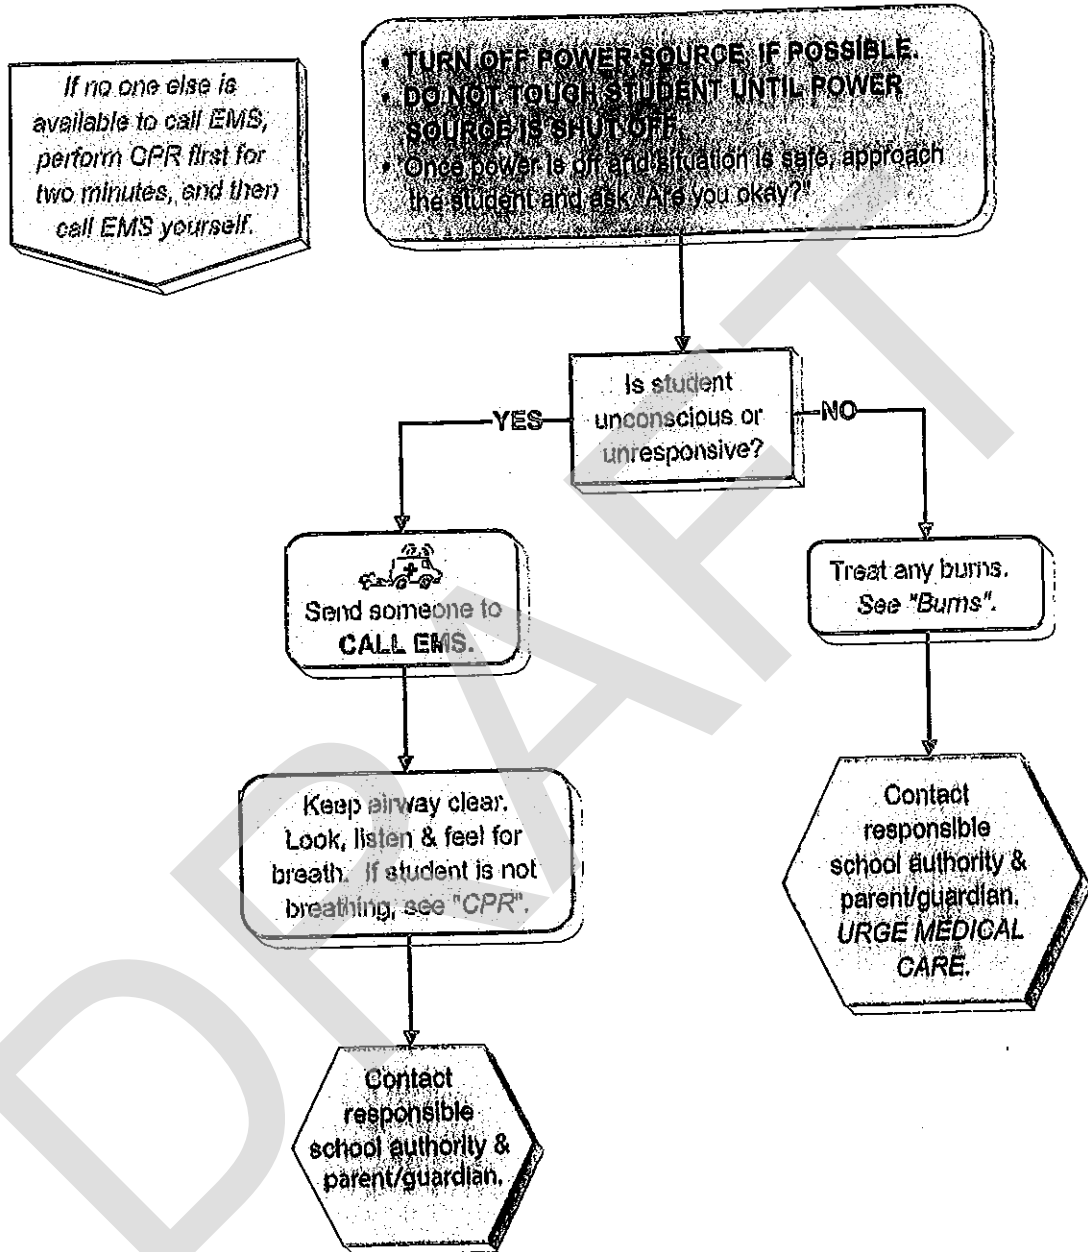 If no one else is
available to call EMS,
perform CPR first for
two minutes, and then
call EMS yourself.
• TURN OFF POWER SOURCE, IF POSSIBLE.
• DO NOT TOUGH STUDENT UNTIL POWER
SOURCE IS SHUT OFF.
• Once power is off and situation is safe, approach
the student and ask "Are you okay?"
Is student
unconscious or
unresponsive?
YES
NO
Send someone to
CALL EMS.
Treat any burns.
See "Burns".
Keep airway clear.
Look, listen & feel for
breath. If student is not
breathing, see "CPR".
Contact
responsible
school authority &
parent/guardian.
URGE MEDICAL
CARE.
Contact
responsible
school authority &
parent/guardian.
DRAFT